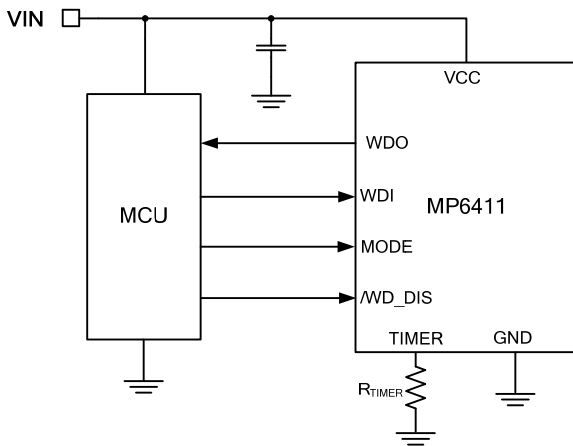 VIN
VCC
WDO
WDI
MCU
MP6411
MODE
/WD_DIS
TIMER
GND
RTIMER